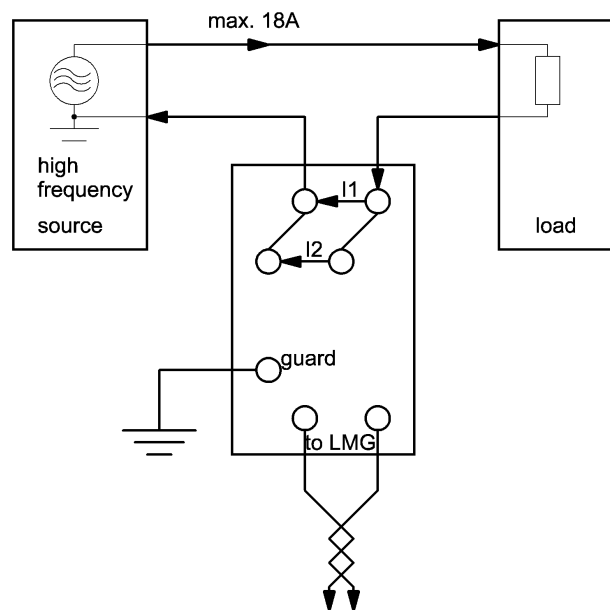 max. 18A
high
frequency
source
load
I1
I2
guard
to LMG